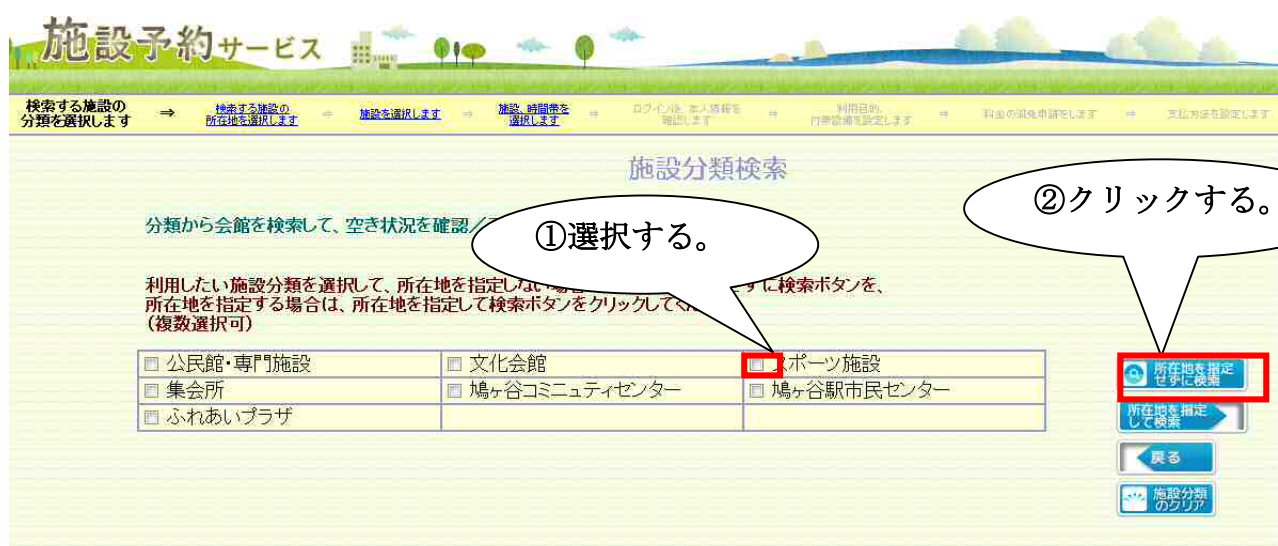 施設予約サービス
検索する施設の
分類を選択します
⇒
検索する施設の
所在地を選択します
⇒
施設を選択します
⇒
施設、時間帯を
選択します
⇒
ログイン後、本人情報を
確認します
⇒
利用目的、
付帯設備を設定します
⇒
料金の減免申請をします
⇒
支払方法を設定します
施設分類検索
②クリックする。
分類から会館を検索して、空き状況を確認/
①選択する。
利用したい施設分類を選択して、所在地を指定しない場合
ずに検索ボタンを、
所在地を指定する場合は、所在地を指定して検索ボタンをクリックしてく
(複数選択可)
公民館・専門施設
文化会館
スポーツ施設
集会所
鳩ヶ谷コミニュティセンター
鳩ヶ谷駅市民センター
ふれあいプラザ
所在地を指定
せずに検索
所在地を指定
して検索
戻る
施設分類
のクリア